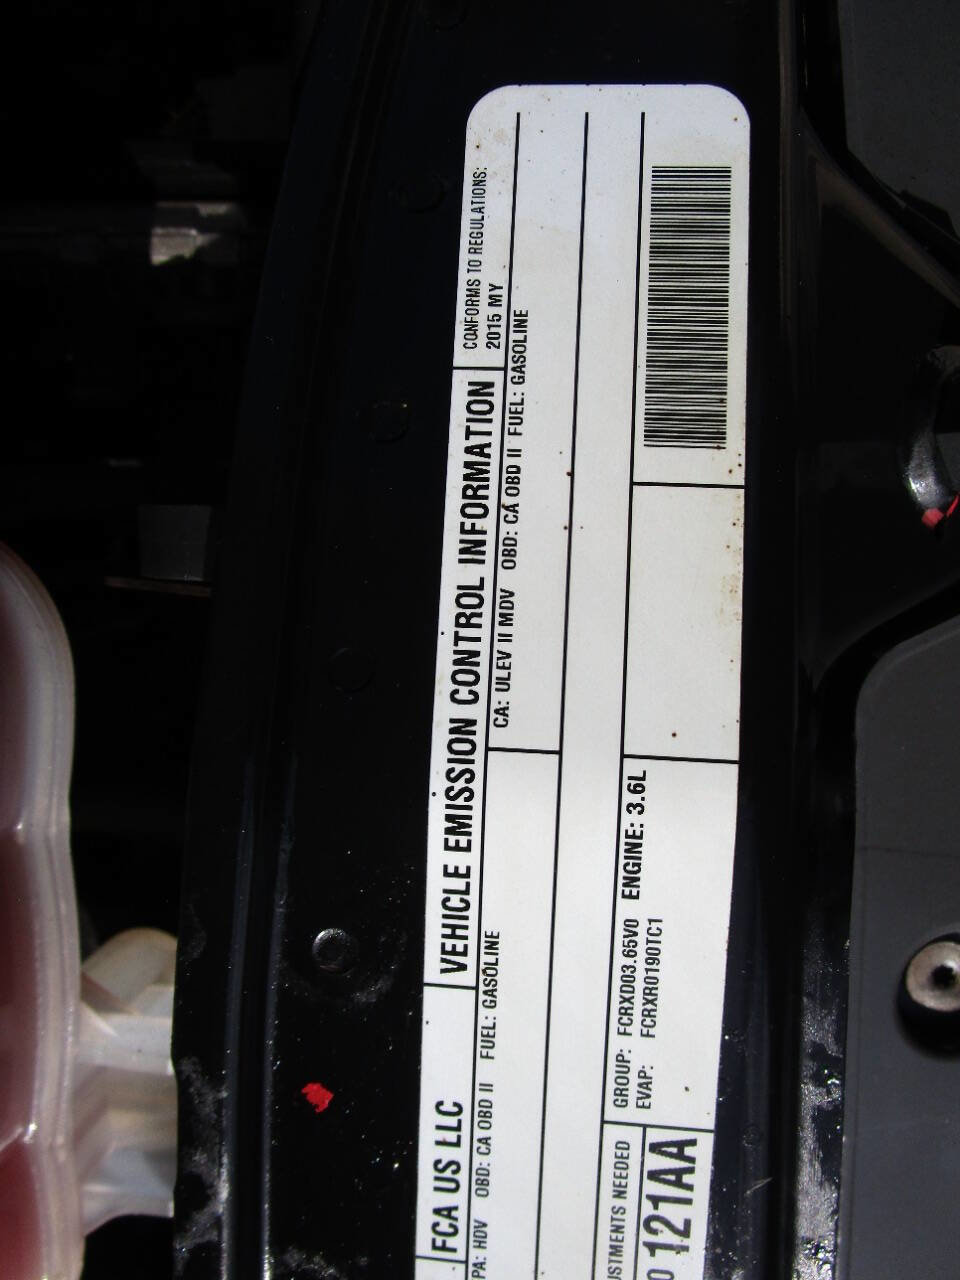 FCA US LLC
VEHICLE EMISSION CONTROL INFORMATION
CONFORMS TO REGULATIONS:
2015 MY
HDV OBD: CA OBD II FUEL: GASOLINE
CA: ULEV II MDV OBD: CA OBD II FUEL: GASOLINE
NEEDED
121AA
GROUP: FCRXD03.65V0 ENGINE: 3.6L
EVAP: FCRXR0190TC1